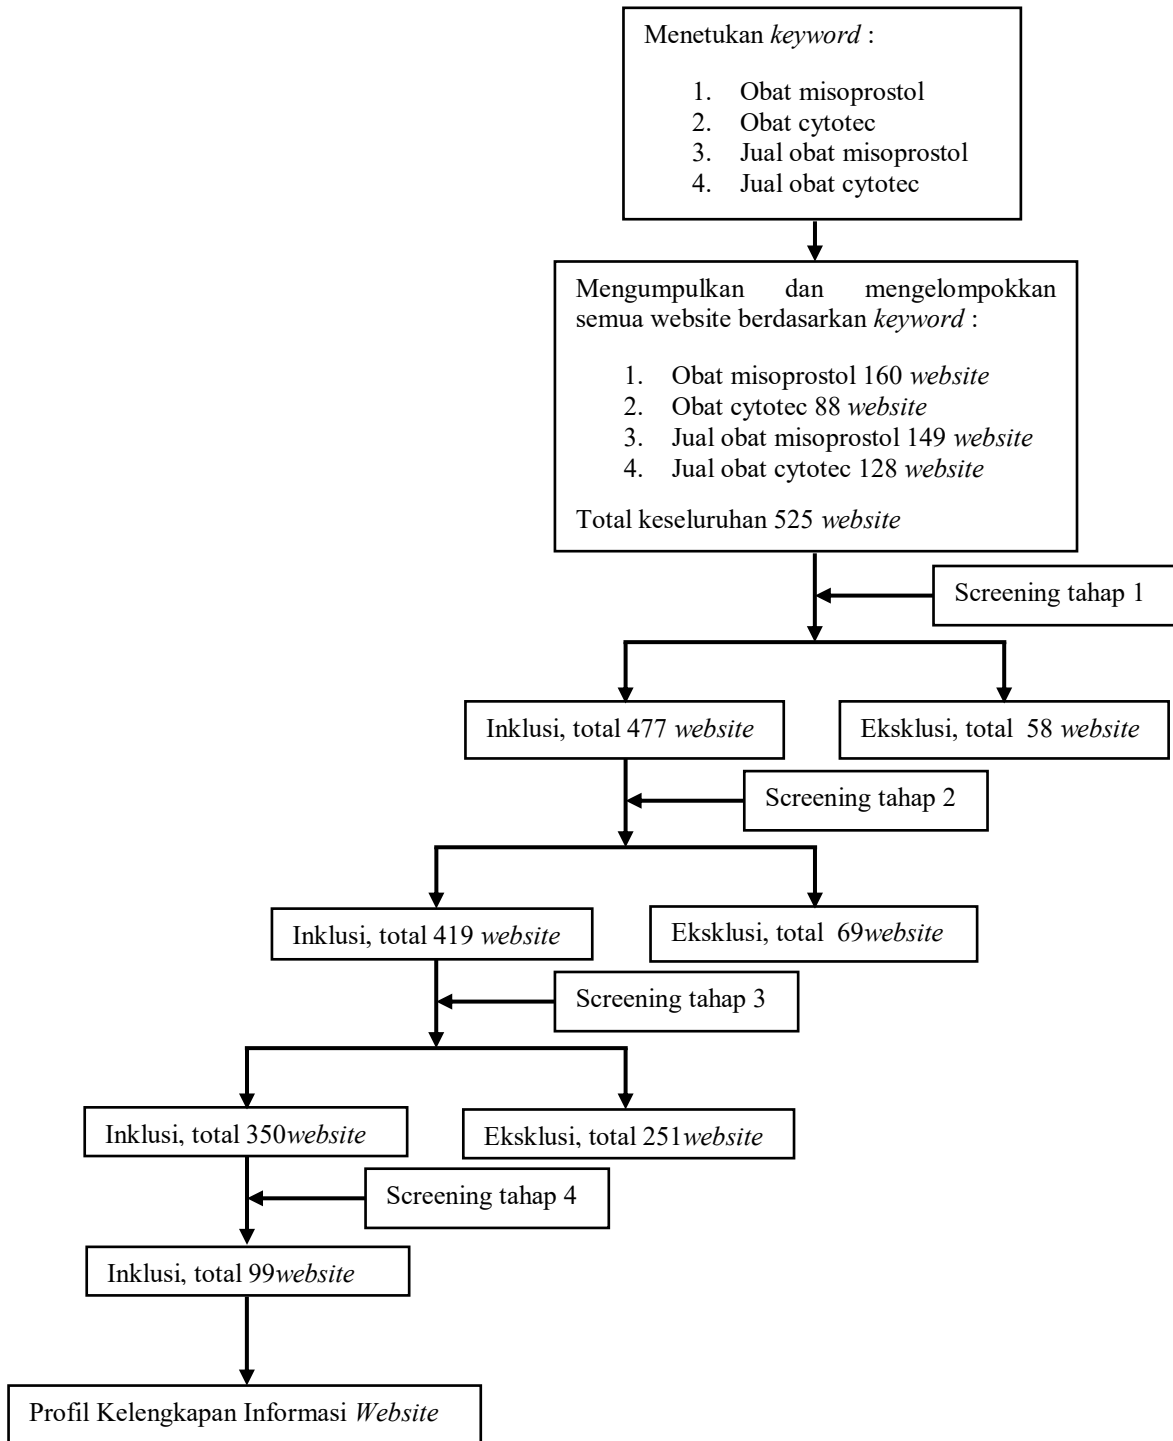 Menetukan keyword :
1. Obat misoprostol
2. Obat cytotec
3. Jual obat misoprostol
4. Jual obat cytotec
Mengumpulkan dan mengelompokkan
semua website berdasarkan keyword :
1. Obat misoprostol 160 website
2. Obat cytotec 88 website
3. Jual obat misoprostol 149 website
4. Jual obat cytotec 128 website
Total keseluruhan 525 website
Screening tahap 1
Inklusi, total 477 website
Eksklusi, total 58 website
Screening tahap 2
Inklusi, total 419 website
Eksklusi, total 69website
Screening tahap 3
Inklusi, total 350website
Eksklusi, total 251website
Screening tahap 4
Inklusi, total 99website
Profil Kelengkapan Informasi Website